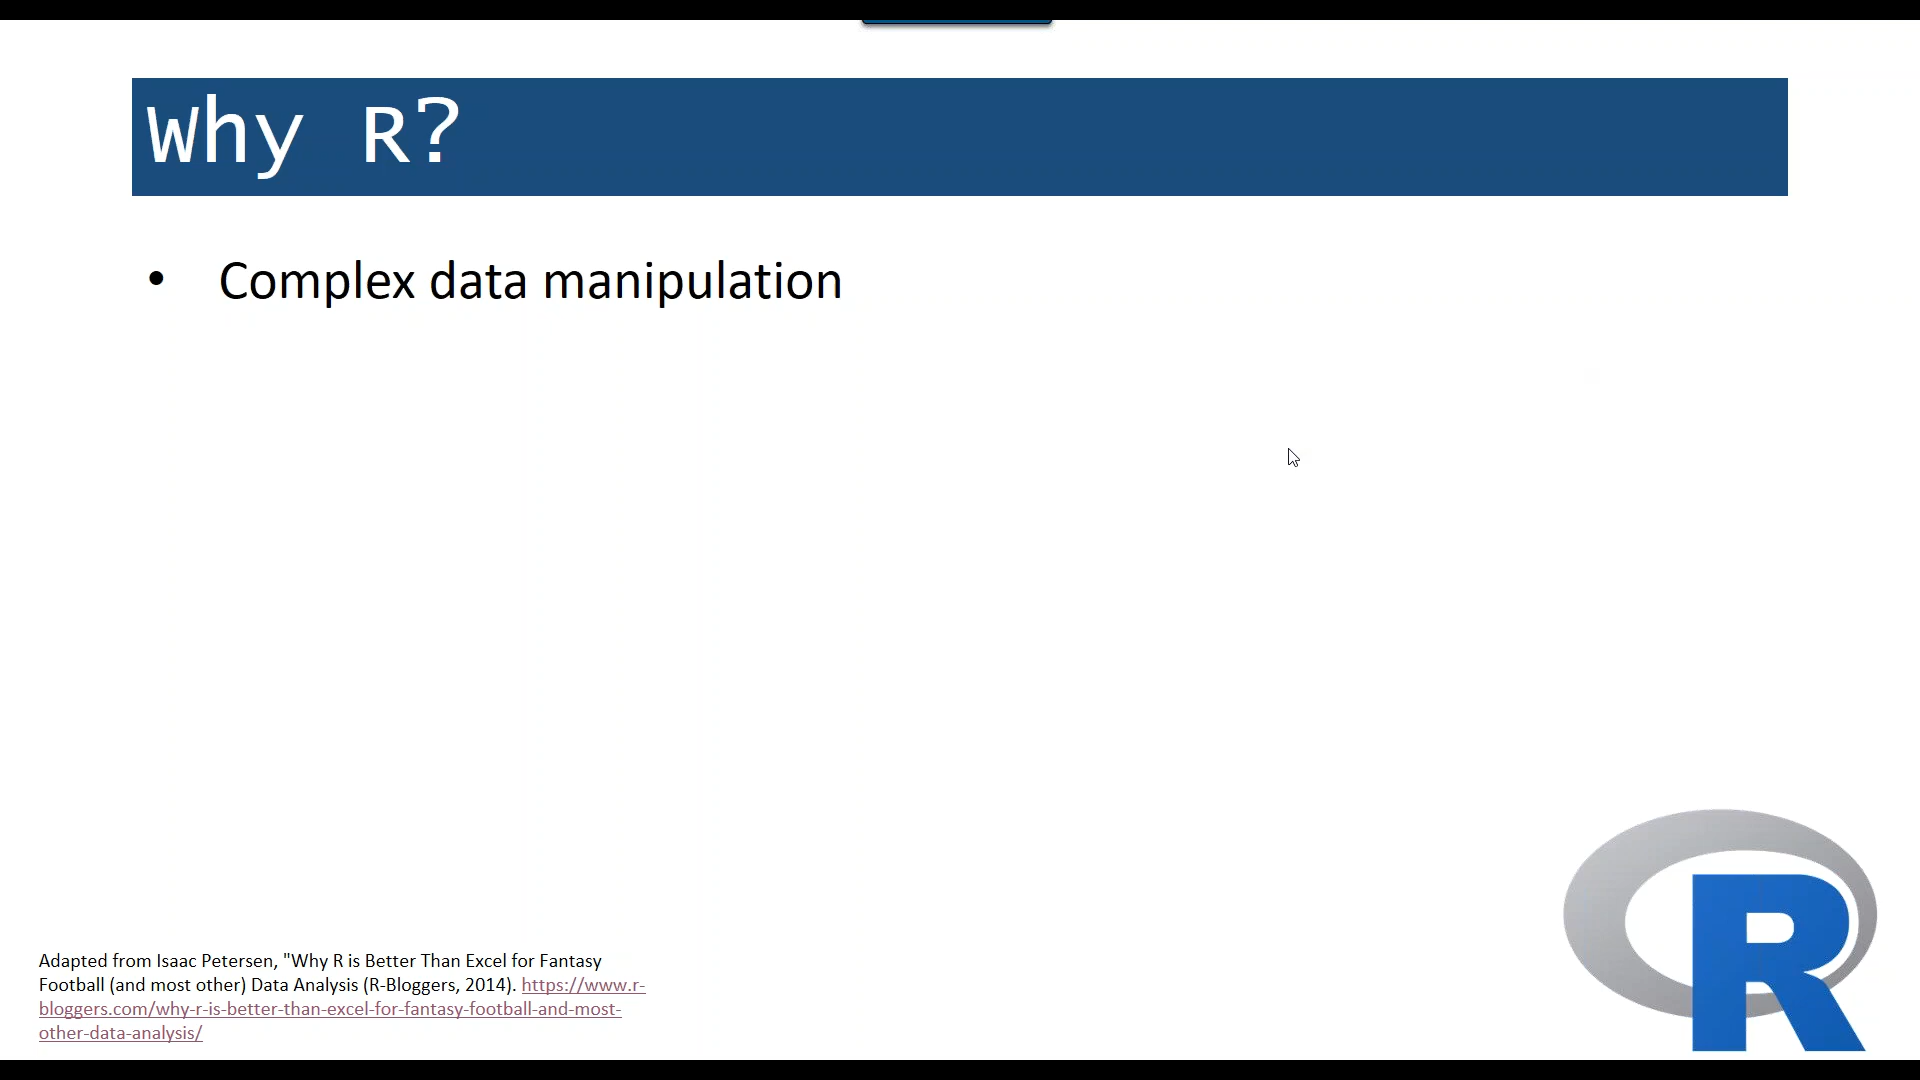 Why R?
• Complex data manipulation
Adapted from Isaac Petersen, "Why R is Better Than Excel for Fantasy
Football (and most other) Data Analysis (R-Bloggers, 2014). https://www.r-
bloggers.com/why-r-is-better-than-excel-for-fantasy-football-and-most-
other-data-analysis/
R